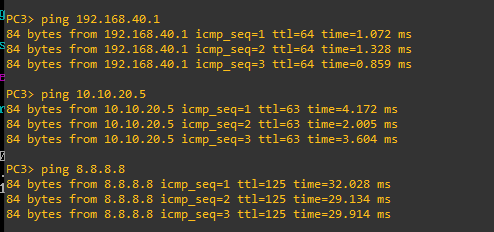 PC3> ping 192.168.40.1
84 bytes from 192.168.40.1 icmp_seq=1 ttl=64 time=1.072 ms
84 bytes from 192.168.40.1 icmp_seq=2 ttl=64 time=1.328 ms
84 bytes from 192.168.40.1 icmp_seq=3 ttl=64 time=0.859 ms
PC3> ping 10.10.20.5
84 bytes from 10.10.20.5 icmp_seq=1 ttl=63 time=4.172 ms
84 bytes from 10.10.20.5 icmp_seq=2 ttl=63 time=2.005 ms
84 bytes from 10.10.20.5 icmp_seq=3 ttl=63 time=3.604 ms
PC3> ping 8.8.8.8
84 bytes from 8.8.8.8 icmp_seq=1 ttl=125 time=32.028 ms
84 bytes from 8.8.8.8 icmp_seq=2 ttl=125 time=29.134 ms
84 bytes from 8.8.8.8 icmp_seq=3 ttl=125 time=29.914 ms